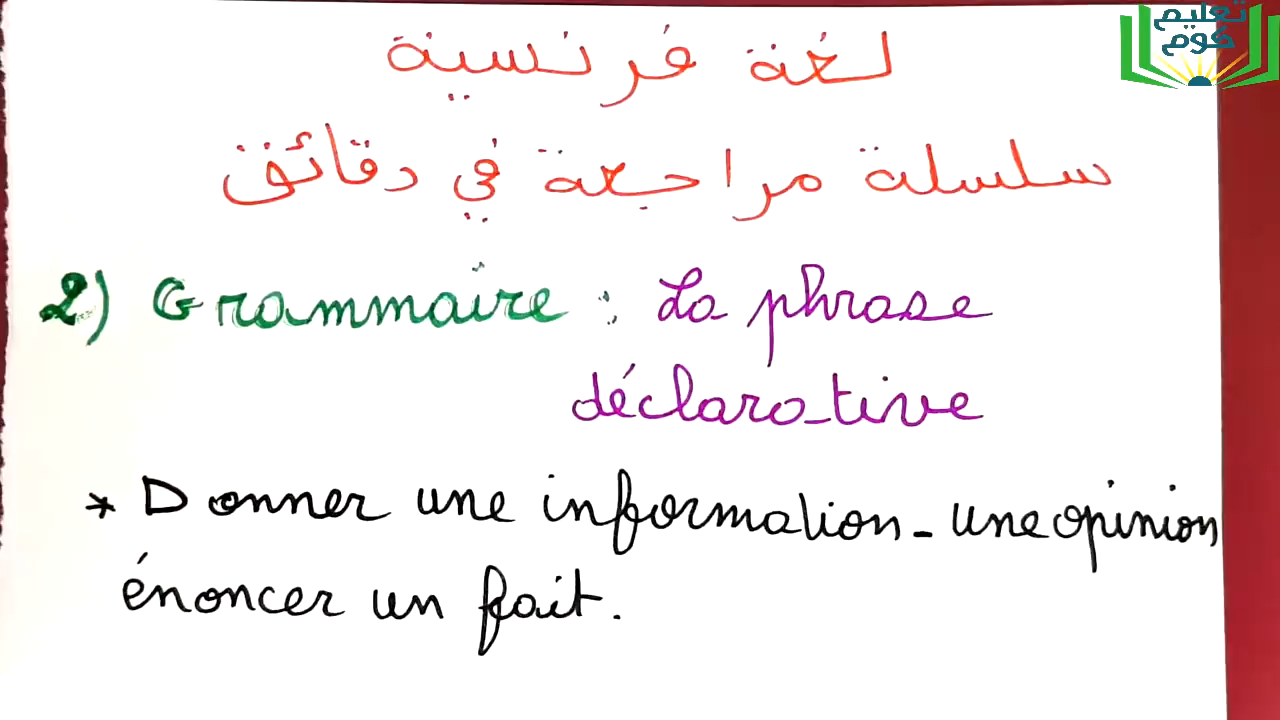 تعليم
كوم
لغة فرنسية
سلسلة مراجعة في دقائق
2) Grammaire : La phrase
déclarative
* Donner une information - une opinion
énoncer un fait.